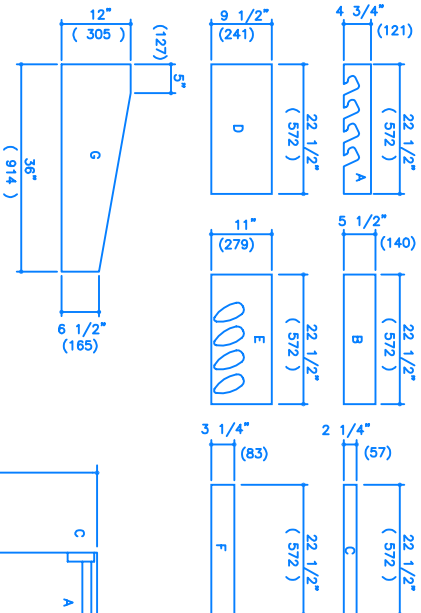 12"
( 305 )
(127)
5"
G
36"
( 914 )
6 1/2"
(165)
9 1/2"
(241)
22 1/2"
( 572 )
D
4 3/4"
(121)
22 1/2"
( 572 )
A
11"
(279)
22 1/2"
( 572 )
E
5 1/2"
(140)
22 1/2"
( 572 )
B
3 1/4"
(83)
22 1/2"
( 572 )
F
2 1/4"
(57)
22 1/2"
( 572 )
C
C
A